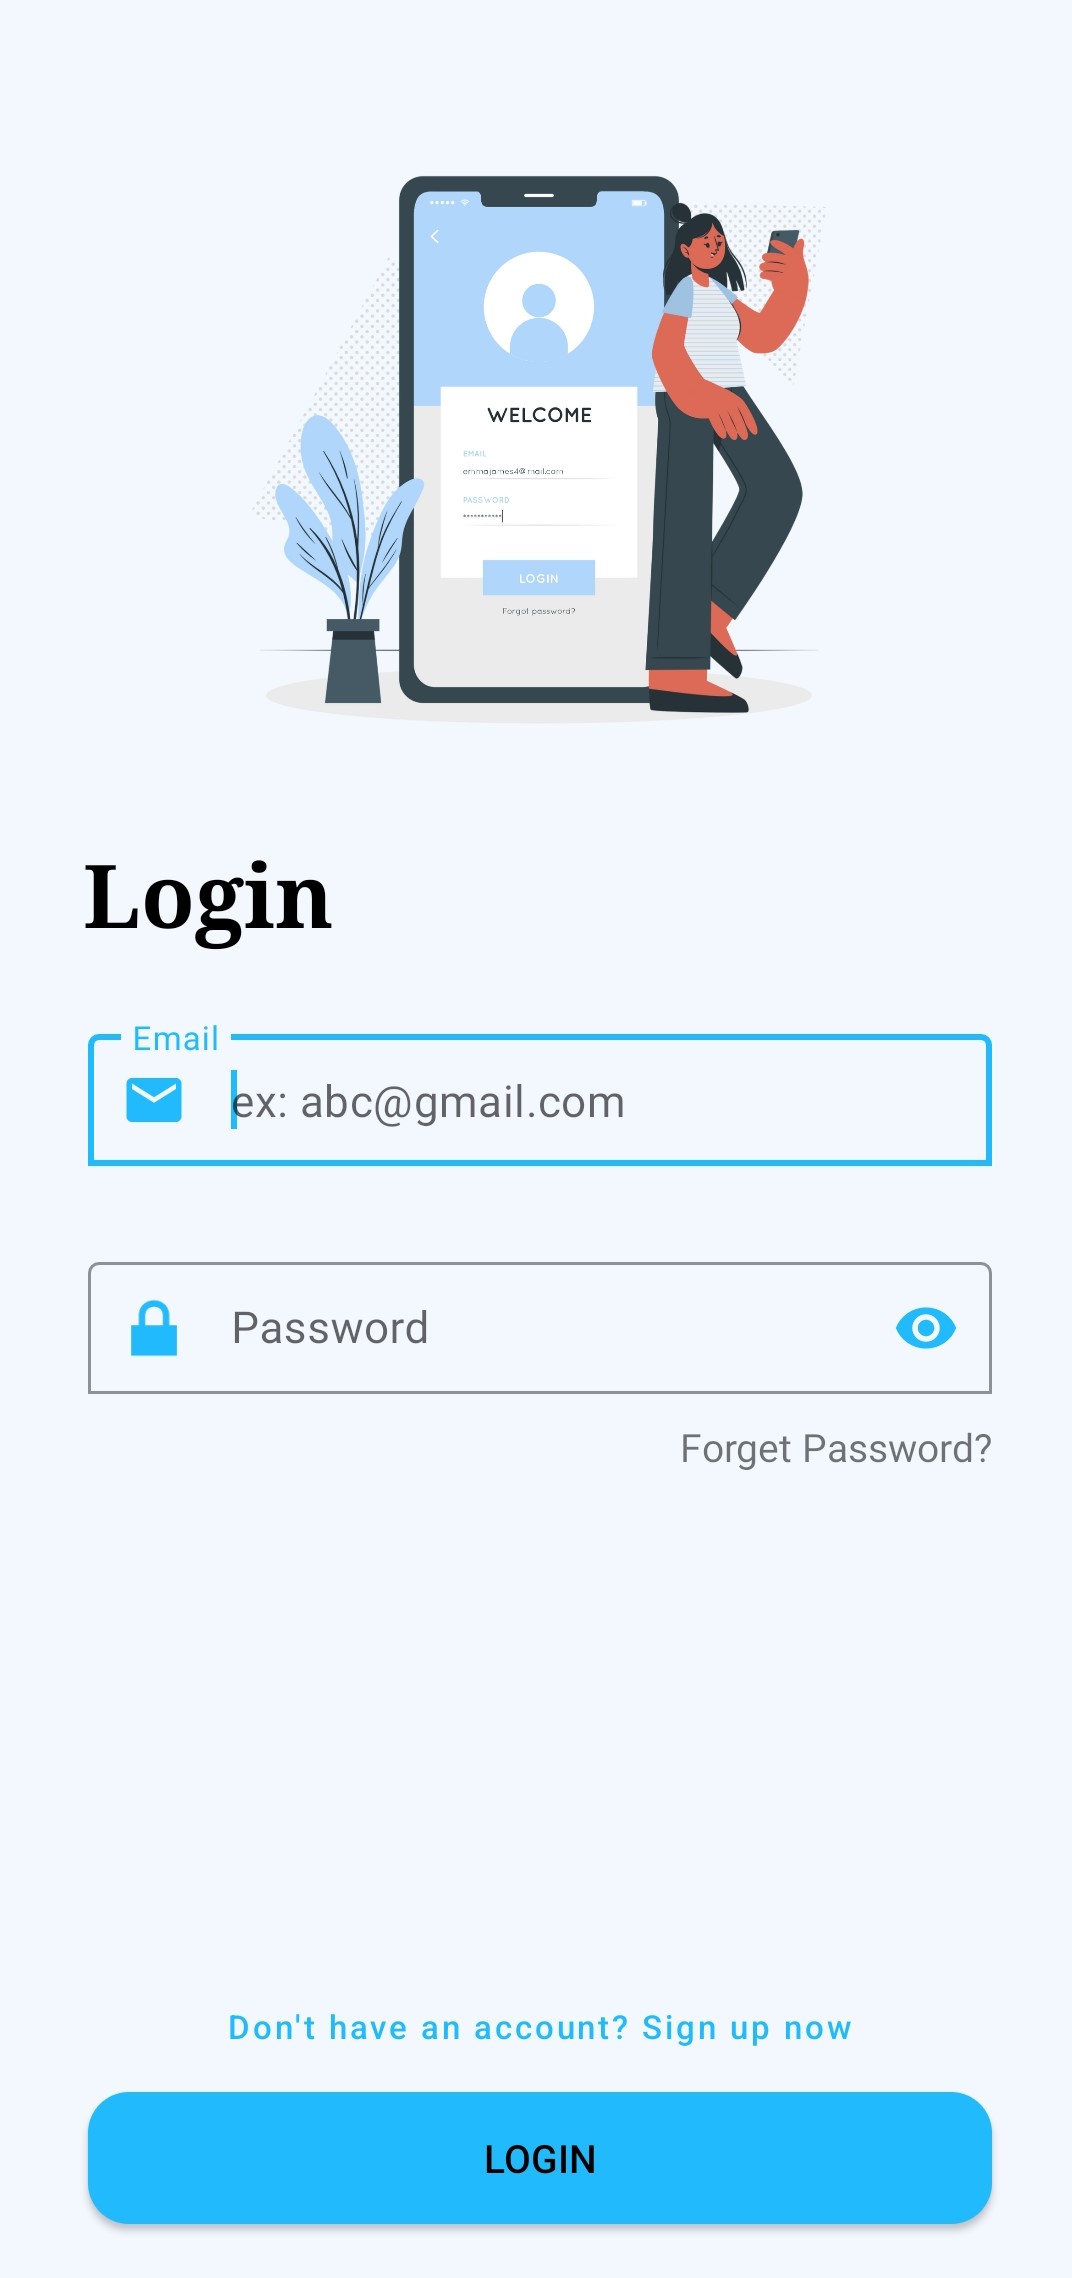 WELCOME
EMAIL
emmajames4@mail.com
PASSWORD
***********
LOGIN
Forgot password?
Login
Email
ex: abc@gmail.com
Password
Forget Password?
Don't have an account? Sign up now
LOGIN